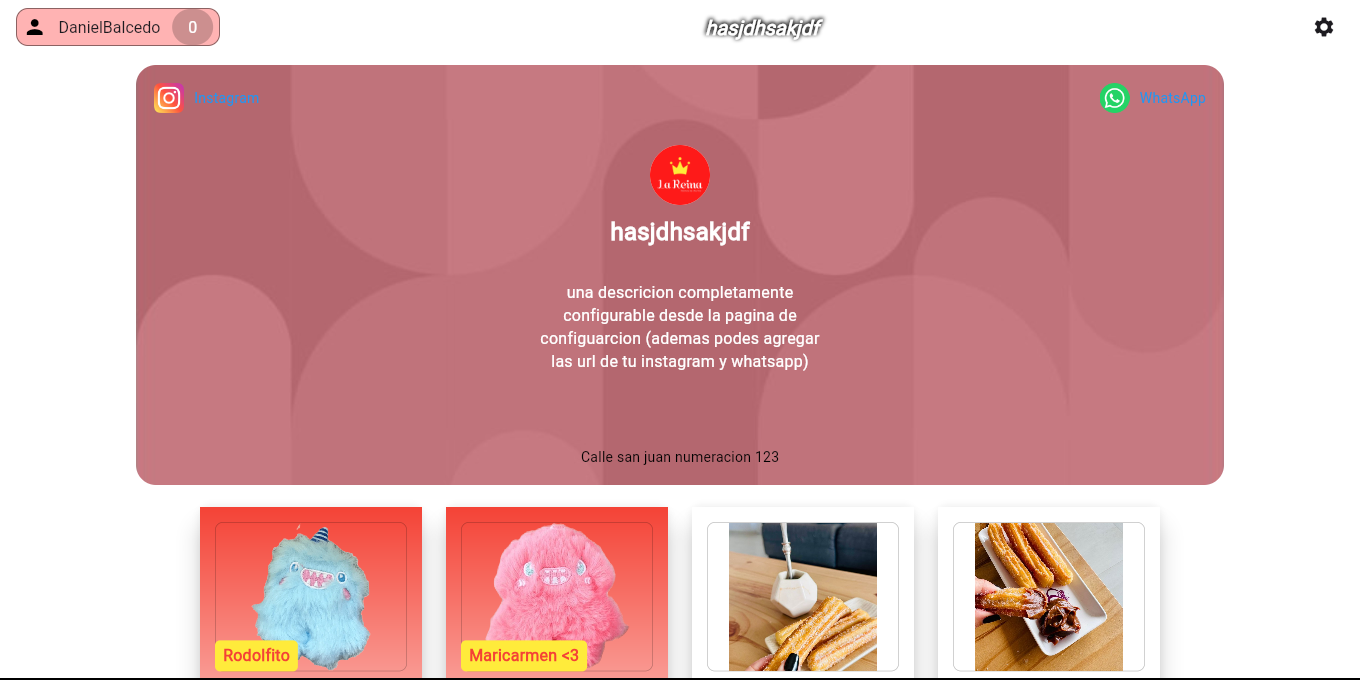 DanielBalcedo 0
hasjdhsakjdf
Instagram
WhatsApp
La Reina
hasjdhsakjdf
una descricion completamente
configurable desde la pagina de
configuarcion (ademas podes agregar
las url de tu instagram y whatsapp)
Calle san juan numeracion 123
Rodolfito
Maricarmen <3